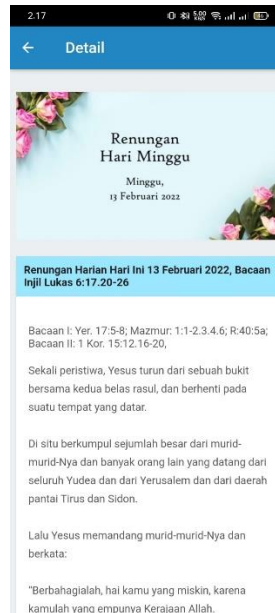 2.17
5.00
KB/s
Detail
Renungan
Hari Minggu
Minggu,
13 Februari 2022
Renungan Harian Hari Ini 13 Februari 2022, Bacaan
Injil Lukas 6:17.20-26
Bacaan I: Yer. 17:5-8; Mazmur: 1:1-2.3.4.6; R:40:5a;
Bacaan II: 1 Kor. 15:12.16-20,
Sekali peristiwa, Yesus turun dari sebuah bukit
bersama kedua belas rasul, dan berhenti pada
suatu tempat yang datar.
Di situ berkumpul sejumlah besar dari murid-
murid-Nya dan banyak orang lain yang datang dari
seluruh Yudea dan dari Yerusalem dan dari daerah
pantai Tirus dan Sidon.
Lalu Yesus memandang murid-murid-Nya dan
berkata:
"Berbahagialah, hai kamu yang miskin, karena
kamulah yang empunya Kerajaan Allah.